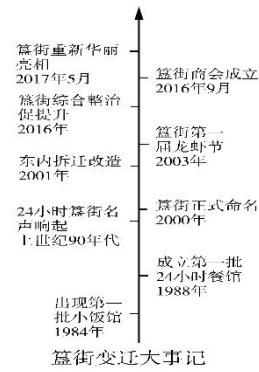 簋街重新华丽
亮相
2017年5月
簋街商会成立
2016年9月
簋街综合整治
促提升
2016年
簋街第一
届龙虾节
2003年
东内拆迁改造
2001年
簋街正式命名
2000年
24小时簋街名
声响起
上世纪90年代
成立第一批
24小时餐馆
1988年
出现第一
批小饭馆
1984年
簋街变迁大事记